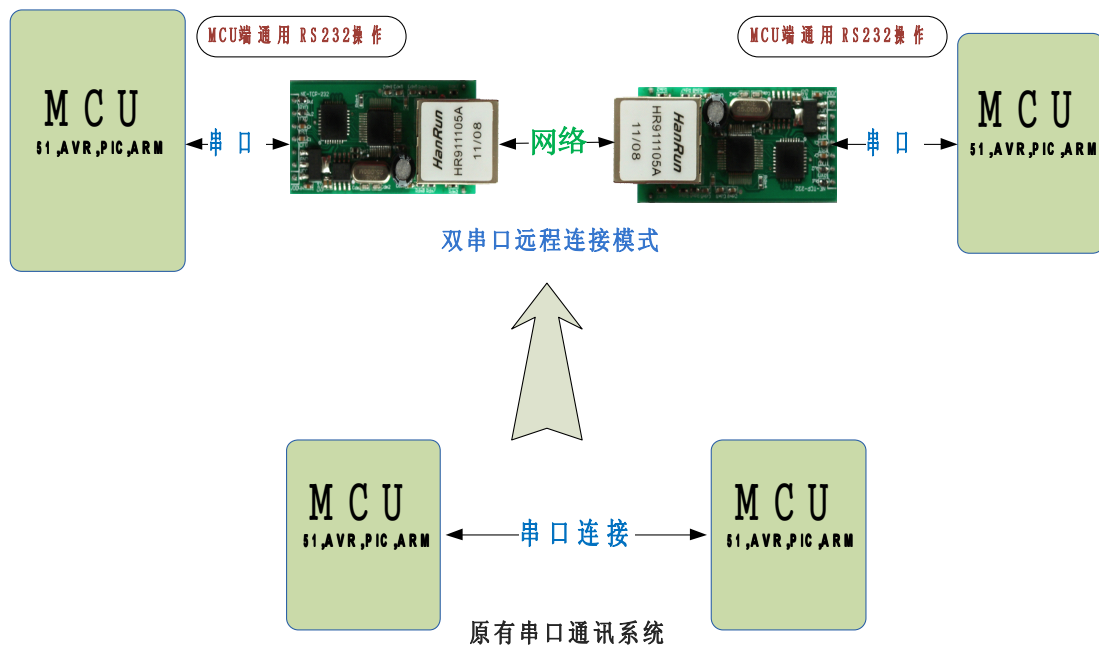 MCU端通用RS232操作
MCU端通用RS232操作
MCU
51,AVR,PIC,ARM
串口
HanRun
HR911105A
11/08
网络
HanRun
HR911105A
11/08
串口
MCU
51,AVR,PIC,ARM
双串口远程连接模式
MCU
51,AVR,PIC,ARM
串口连接
MCU
51,AVR,PIC,ARM
原有串口通讯系统